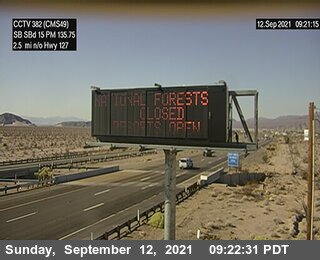 CCTV 382 (CMS49)
SB SBd 15 PM 135.75
2.5 mi n/o Hwy 127
12.Sep 2021 09:21:15
NATIONAL FORESTS
CLOSED
OPEN
Sunday, September 12, 2021 09:22:31 PDT